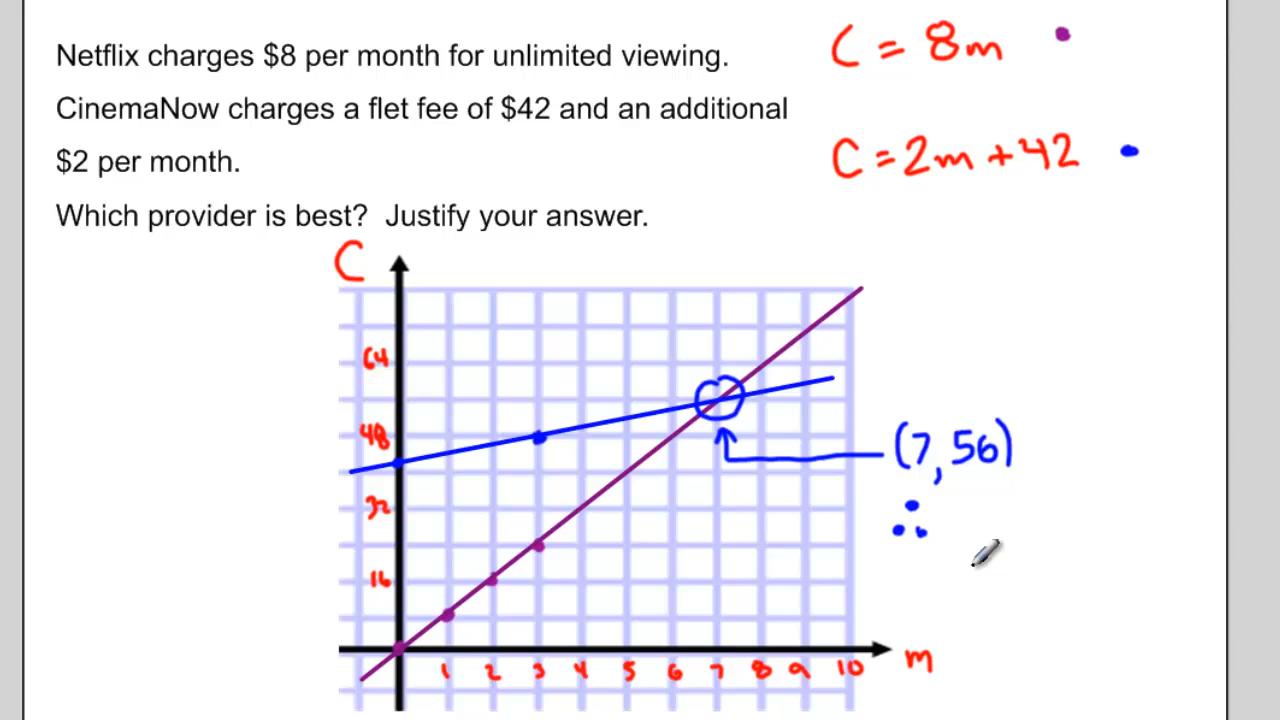 Netflix charges $8 per month for unlimited viewing.
CinemaNow charges a flet fee of $42 and an additional
$2 per month.
Which provider is best? Justify your answer.
C = 8m
C = 2m + 42
C
64
48
32
16
1 2 3 4 5 6 7 8 9 10
m
(7, 56)
∴